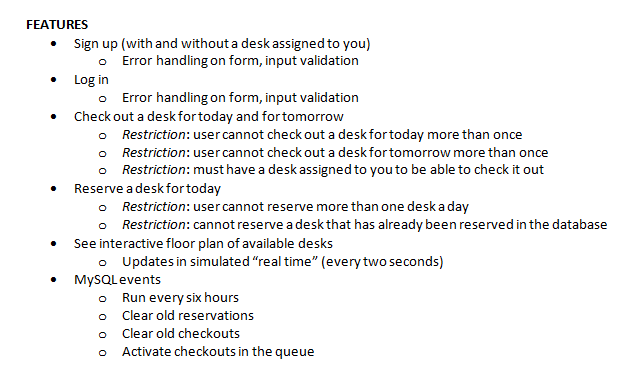 FEATURES
• Sign up (with and without a desk assigned to you)
o Error handling on form, input validation
• Log in
o Error handling on form, input validation
• Check out a desk for today and for tomorrow
o Restriction: user cannot check out a desk for today more than once
o Restriction: user cannot check out a desk for tomorrow more than once
o Restriction: must have a desk assigned to you to be able to check it out
• Reserve a desk for today
o Restriction: user cannot reserve more than one desk a day
o Restriction: cannot reserve a desk that has already been reserved in the database
• See interactive floor plan of available desks
o Updates in simulated “real time” (every two seconds)
• MySQL events
o Run every six hours
o Clear old reservations
o Clear old checkouts
o Activate checkouts in the queue